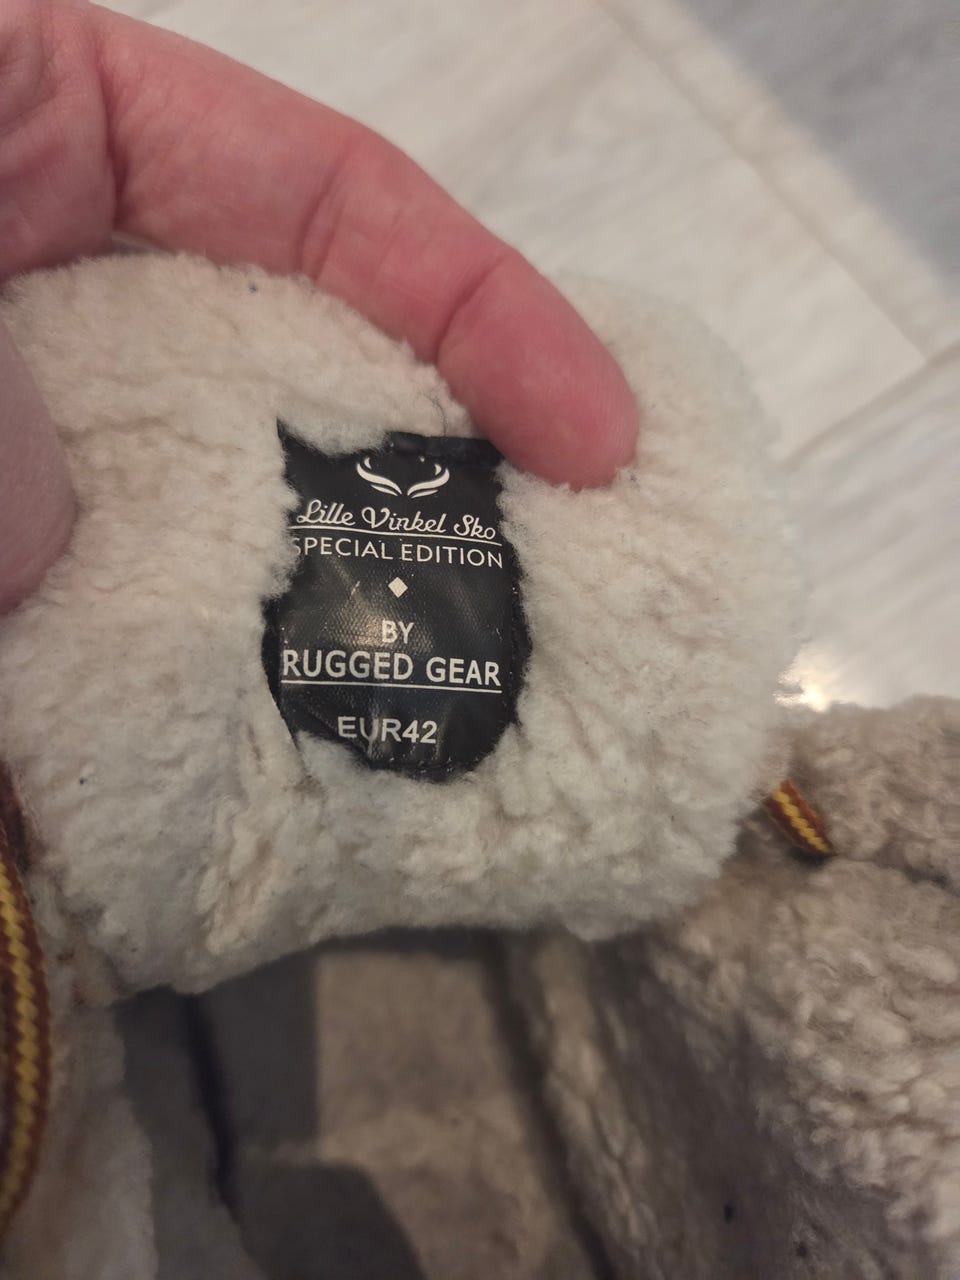 Lille Vinkel Sko
SPECIAL EDITION
BY
RUGGED GEAR
EUR42